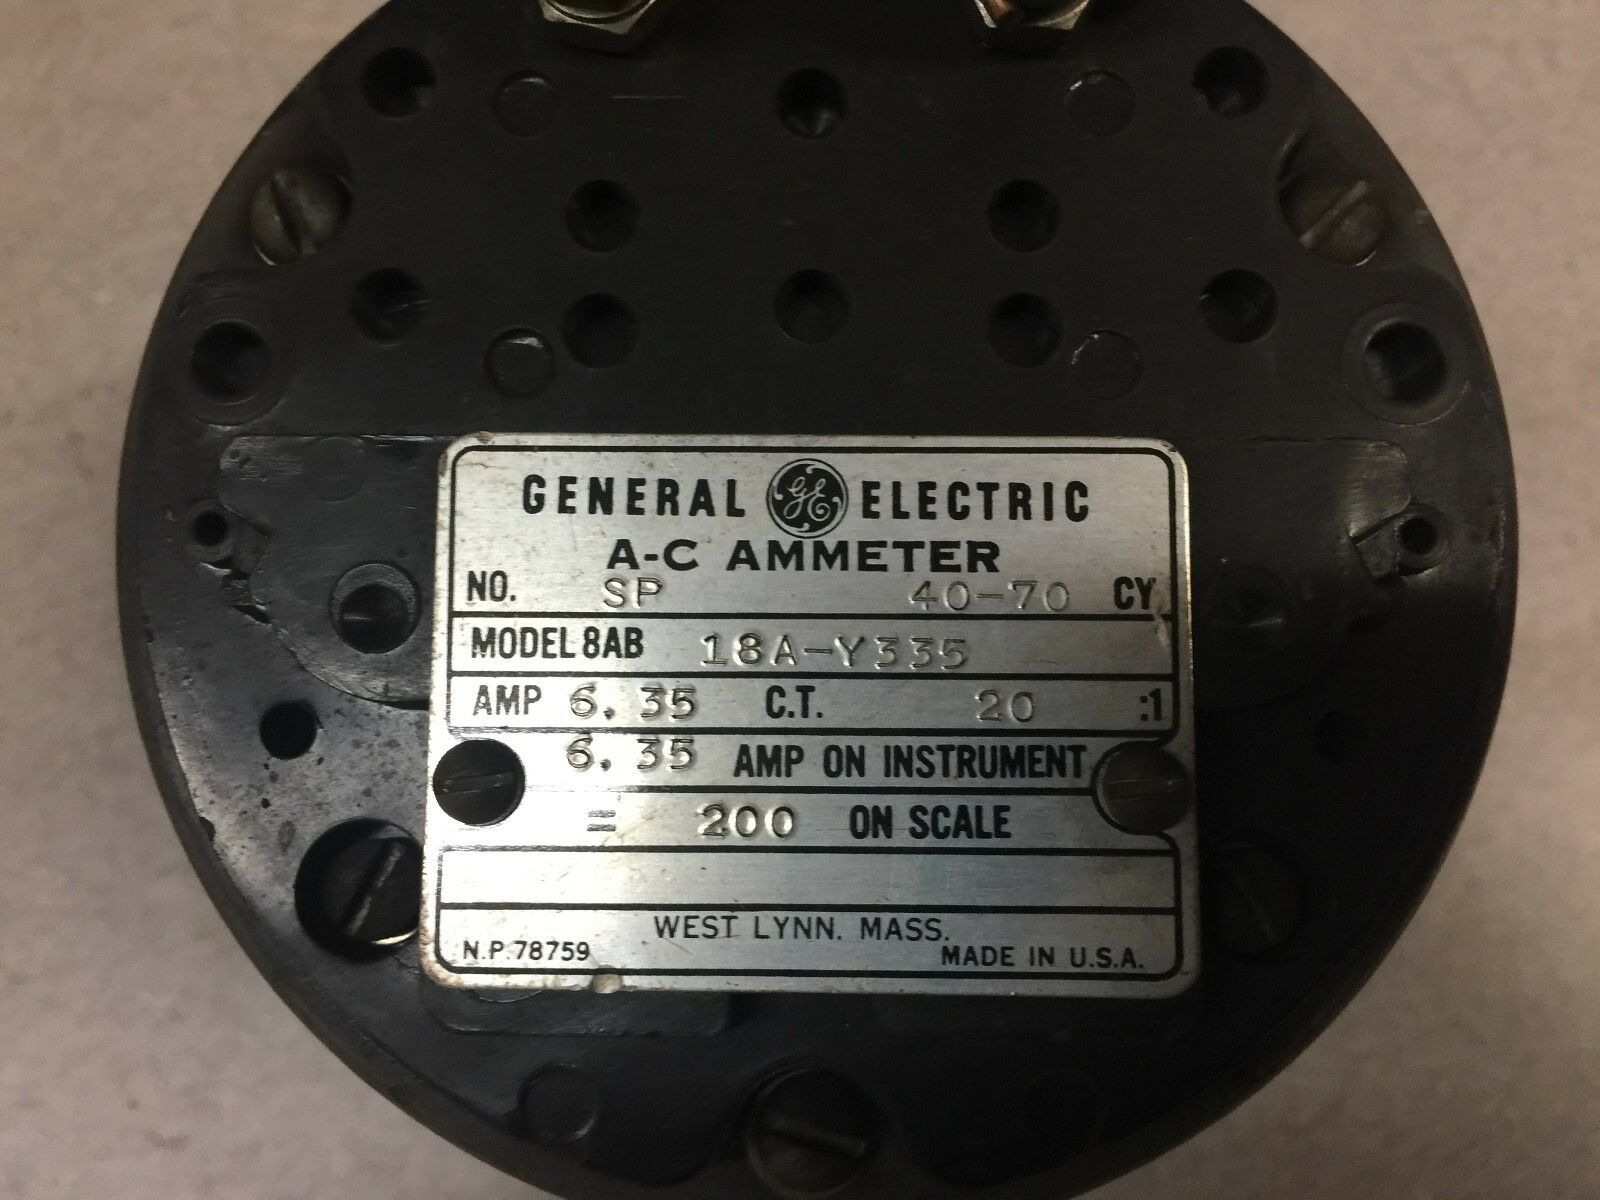 GENERAL GE ELECTRIC
A-C AMMETER
NO. SP 40-70 CY
MODEL 8AB 18A-Y335
AMP 6.35 C.T. 20 :1
6.35 AMP ON INSTRUMENT
= 200 ON SCALE
WEST LYNN. MASS.
N.P. 78759 MADE IN U.S.A.